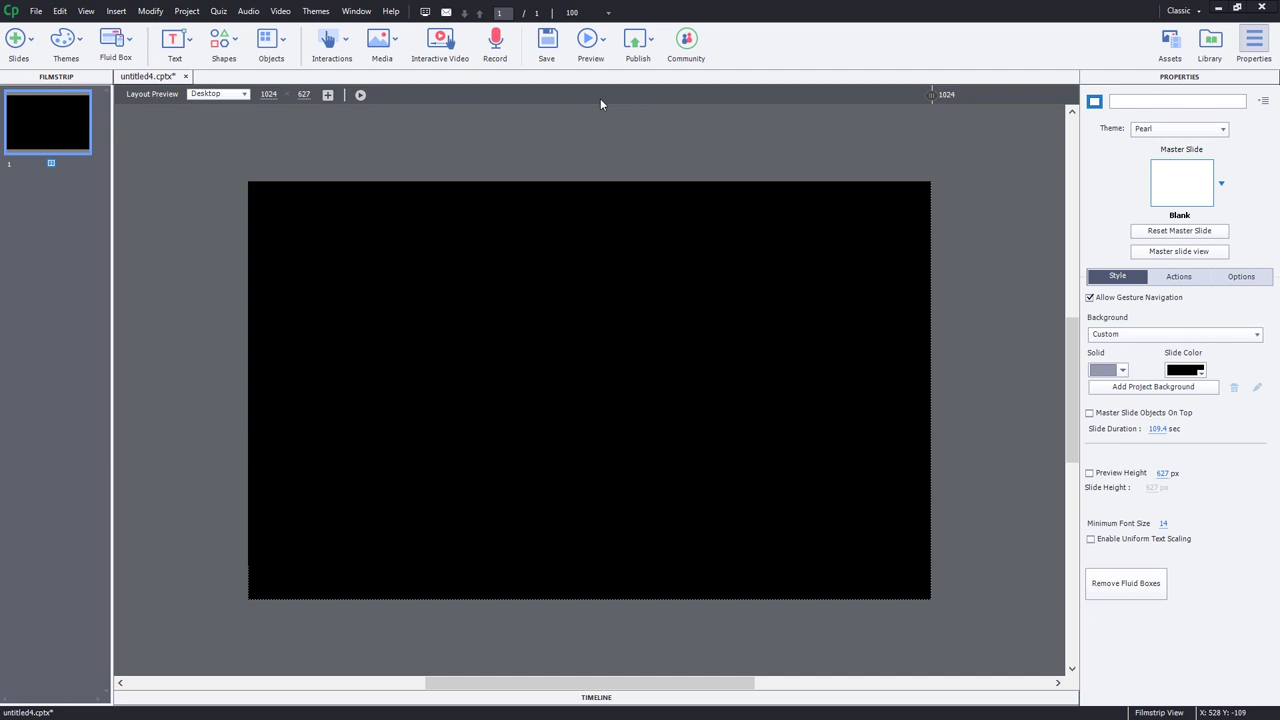 Cp File Edit View Insert Modify Project Quiz Audio Video Themes Window Help 1 / 1 100 Classic
Slides Themes Fluid Box Text Shapes Objects Interactions Media Interactive Video Record Save Preview Publish Community Assets Library Properties
FILMSTRIP
untitled4.cptx*
PROPERTIES
Layout Preview Desktop 1024 × 627 1024
1
Theme: Pearl
Master Slide
Blank
Reset Master Slide
Master slide view
Style Actions Options
Allow Gesture Navigation
Background
Custom
Solid Slide Color
Add Project Background
Master Slide Objects On Top
Slide Duration : 109.4 sec
Preview Height 627 px
Slide Height : 627 px
Minimum Font Size 14
Enable Uniform Text Scaling
Remove Fluid Boxes
TIMELINE
untitled4.cptx*
Filmstrip View X: 528 Y: -109